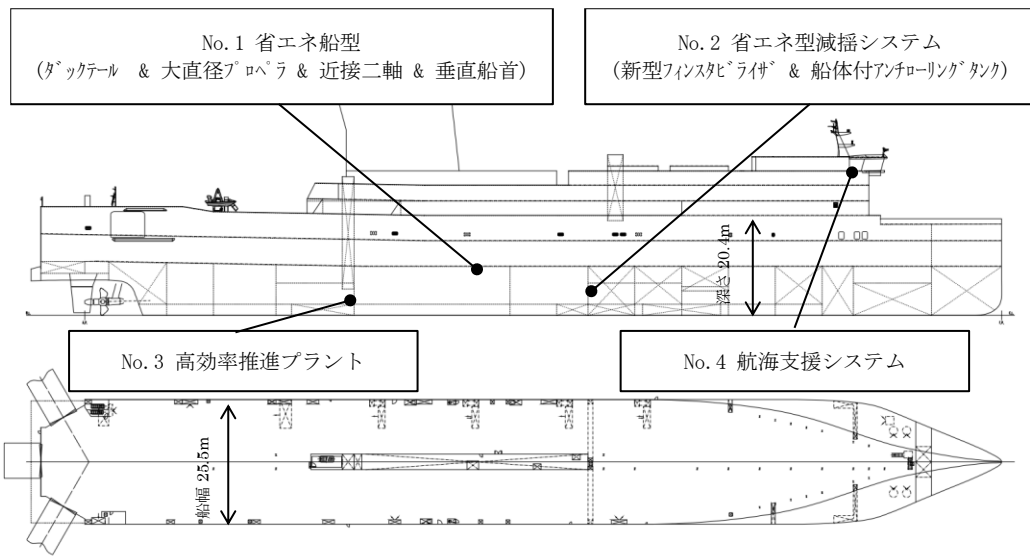 No.1 省エネ船型
(ﾀﾞｯｸﾃｰﾙ & 大直径ﾌﾟﾛﾍﾟﾗ & 近接二軸 & 垂直船首)
No.2 省エネ型減揺システム
(新型ﾌｨﾝｽﾀﾋﾞﾗｲｻﾞ & 船体付ｱﾝﾁﾛｰﾘﾝｸﾞﾀﾝｸ)
深さ 20.4m
No.3 高効率推進プラント
No.4 航海支援システム
船幅 25.5m